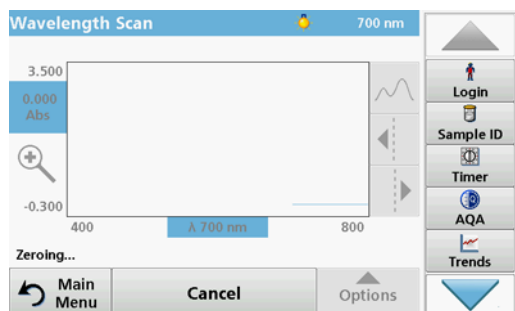 Wavelength Scan 700 nm
3.500
0.000
Abs
-0.300
400 λ 700 nm 800
Zeroing...
Main
Menu
Cancel
Options
Login
Sample ID
Timer
AQA
Trends